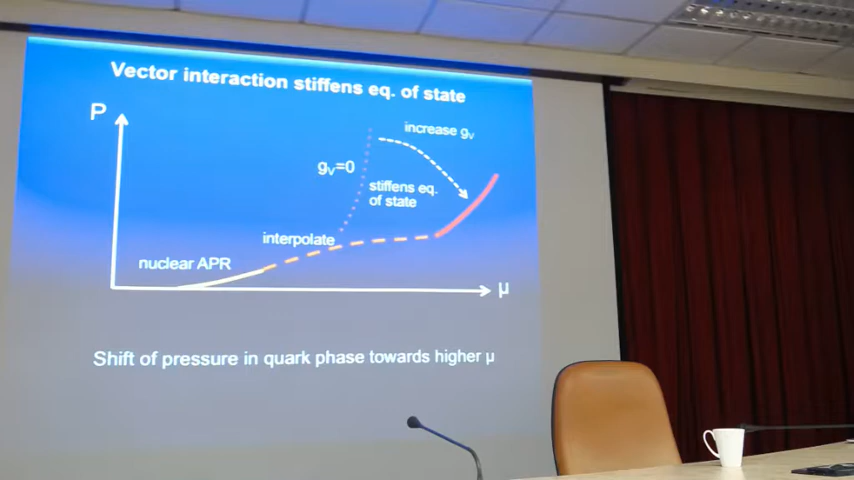 Vector interaction stiffens eq. of state
P
increase gᵥ
gᵥ=0
stiffens eq.
of state
interpolate
nuclear APR
μ
Shift of pressure in quark phase towards higher μ